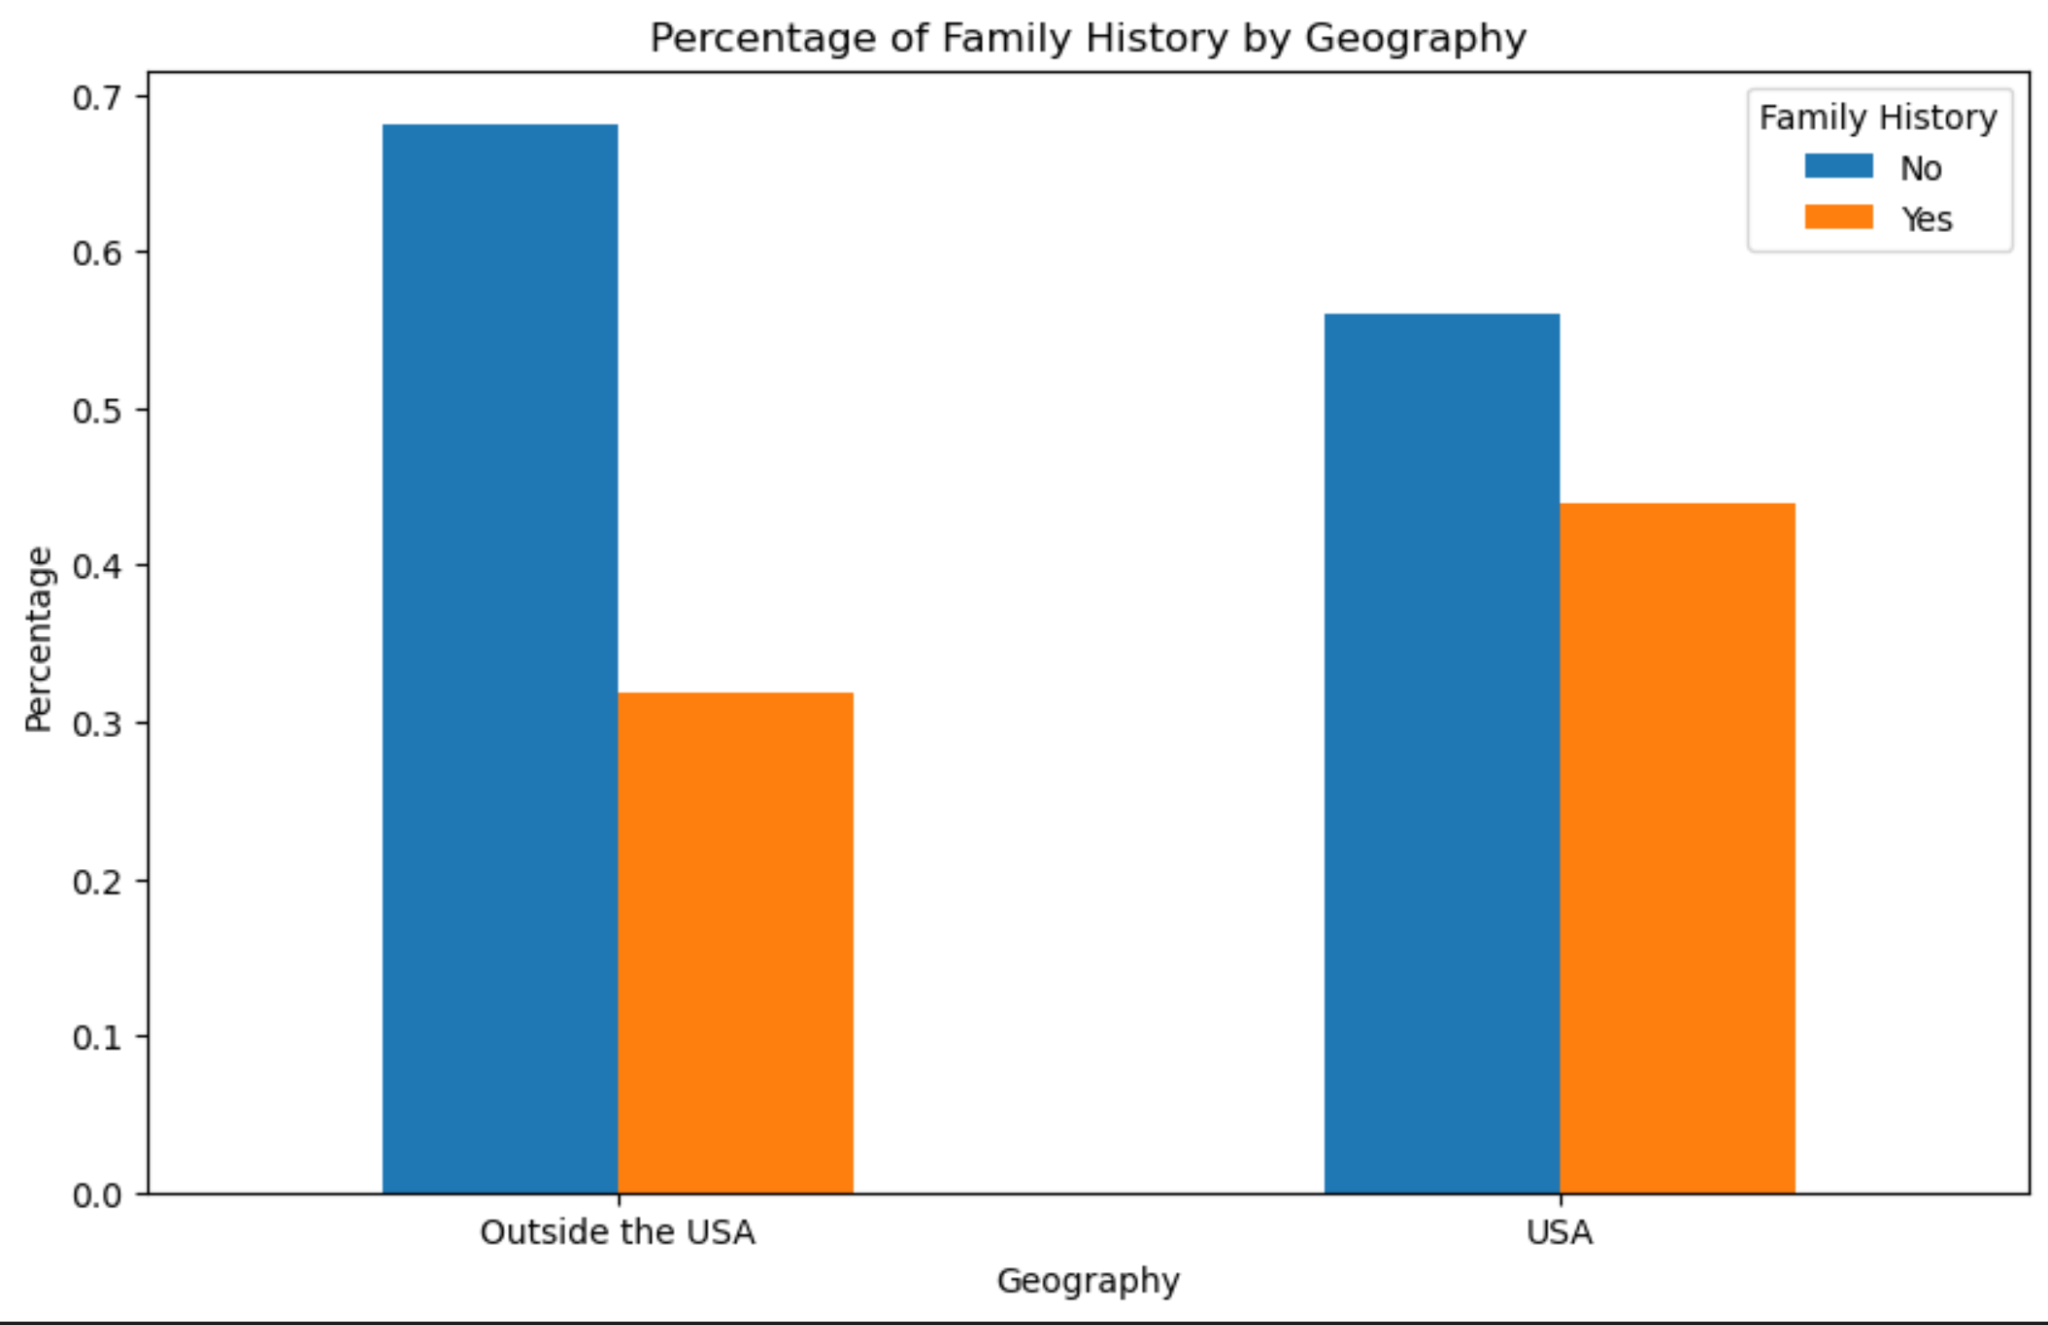 Percentage of Family History by Geography
Family History
No
Yes
Percentage
0.7
0.6
0.5
0.4
0.3
0.2
0.1
0.0
Outside the USA
USA
Geography